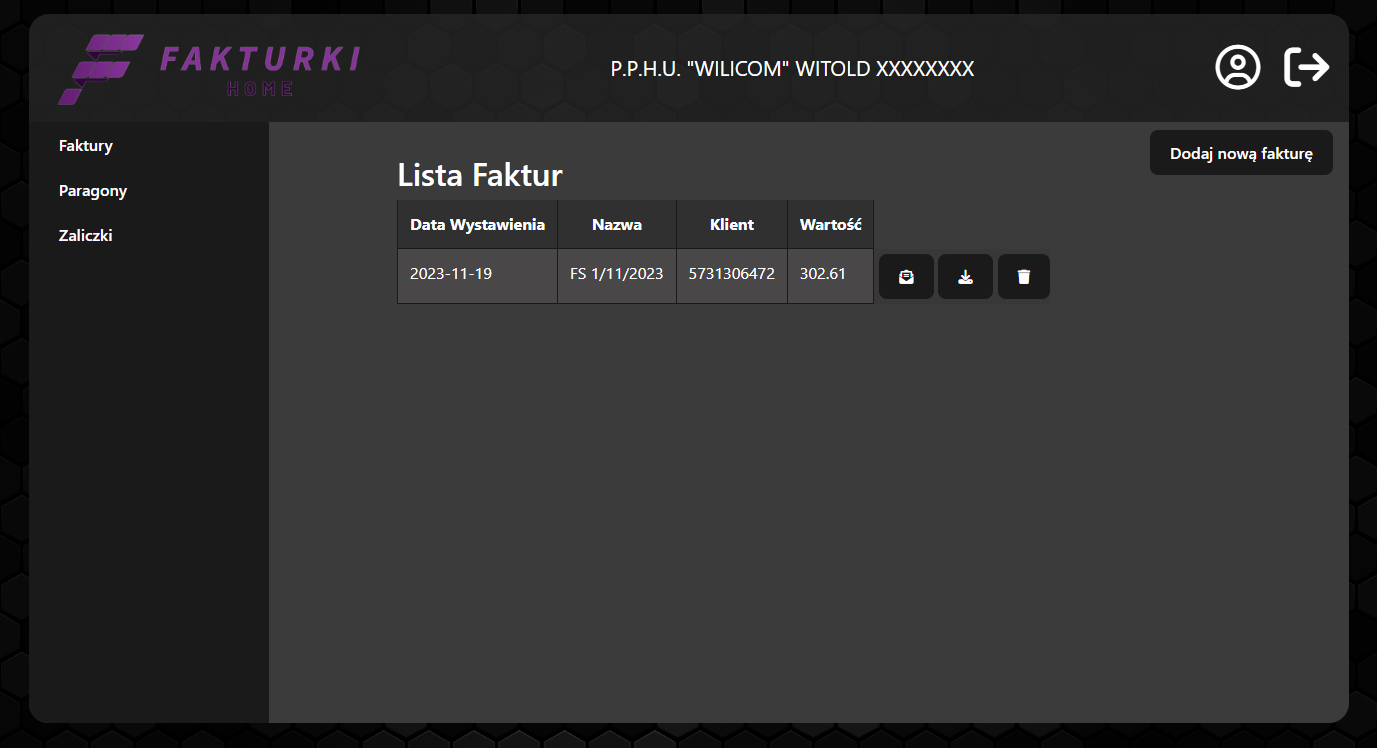 FAKTURKI
HOME
P.P.H.U. "WILICOM" WITOLD XXXXXXXX
Faktury
Paragony
Zaliczki
Dodaj nową fakturę
Lista Faktur
Data Wystawienia Nazwa Klient Wartość
2023-11-19 FS 1/11/2023 5731306472 302.61